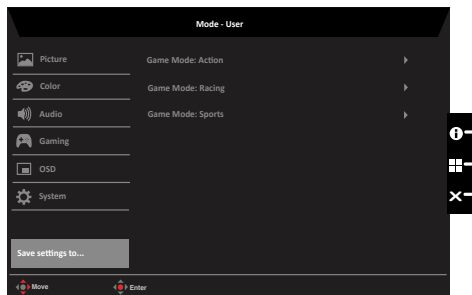 Mode - User
Picture
Game Mode: Action
Color
Game Mode: Racing
Audio
Game Mode: Sports
Gaming
OSD
System
Save settings to...
Move
Enter